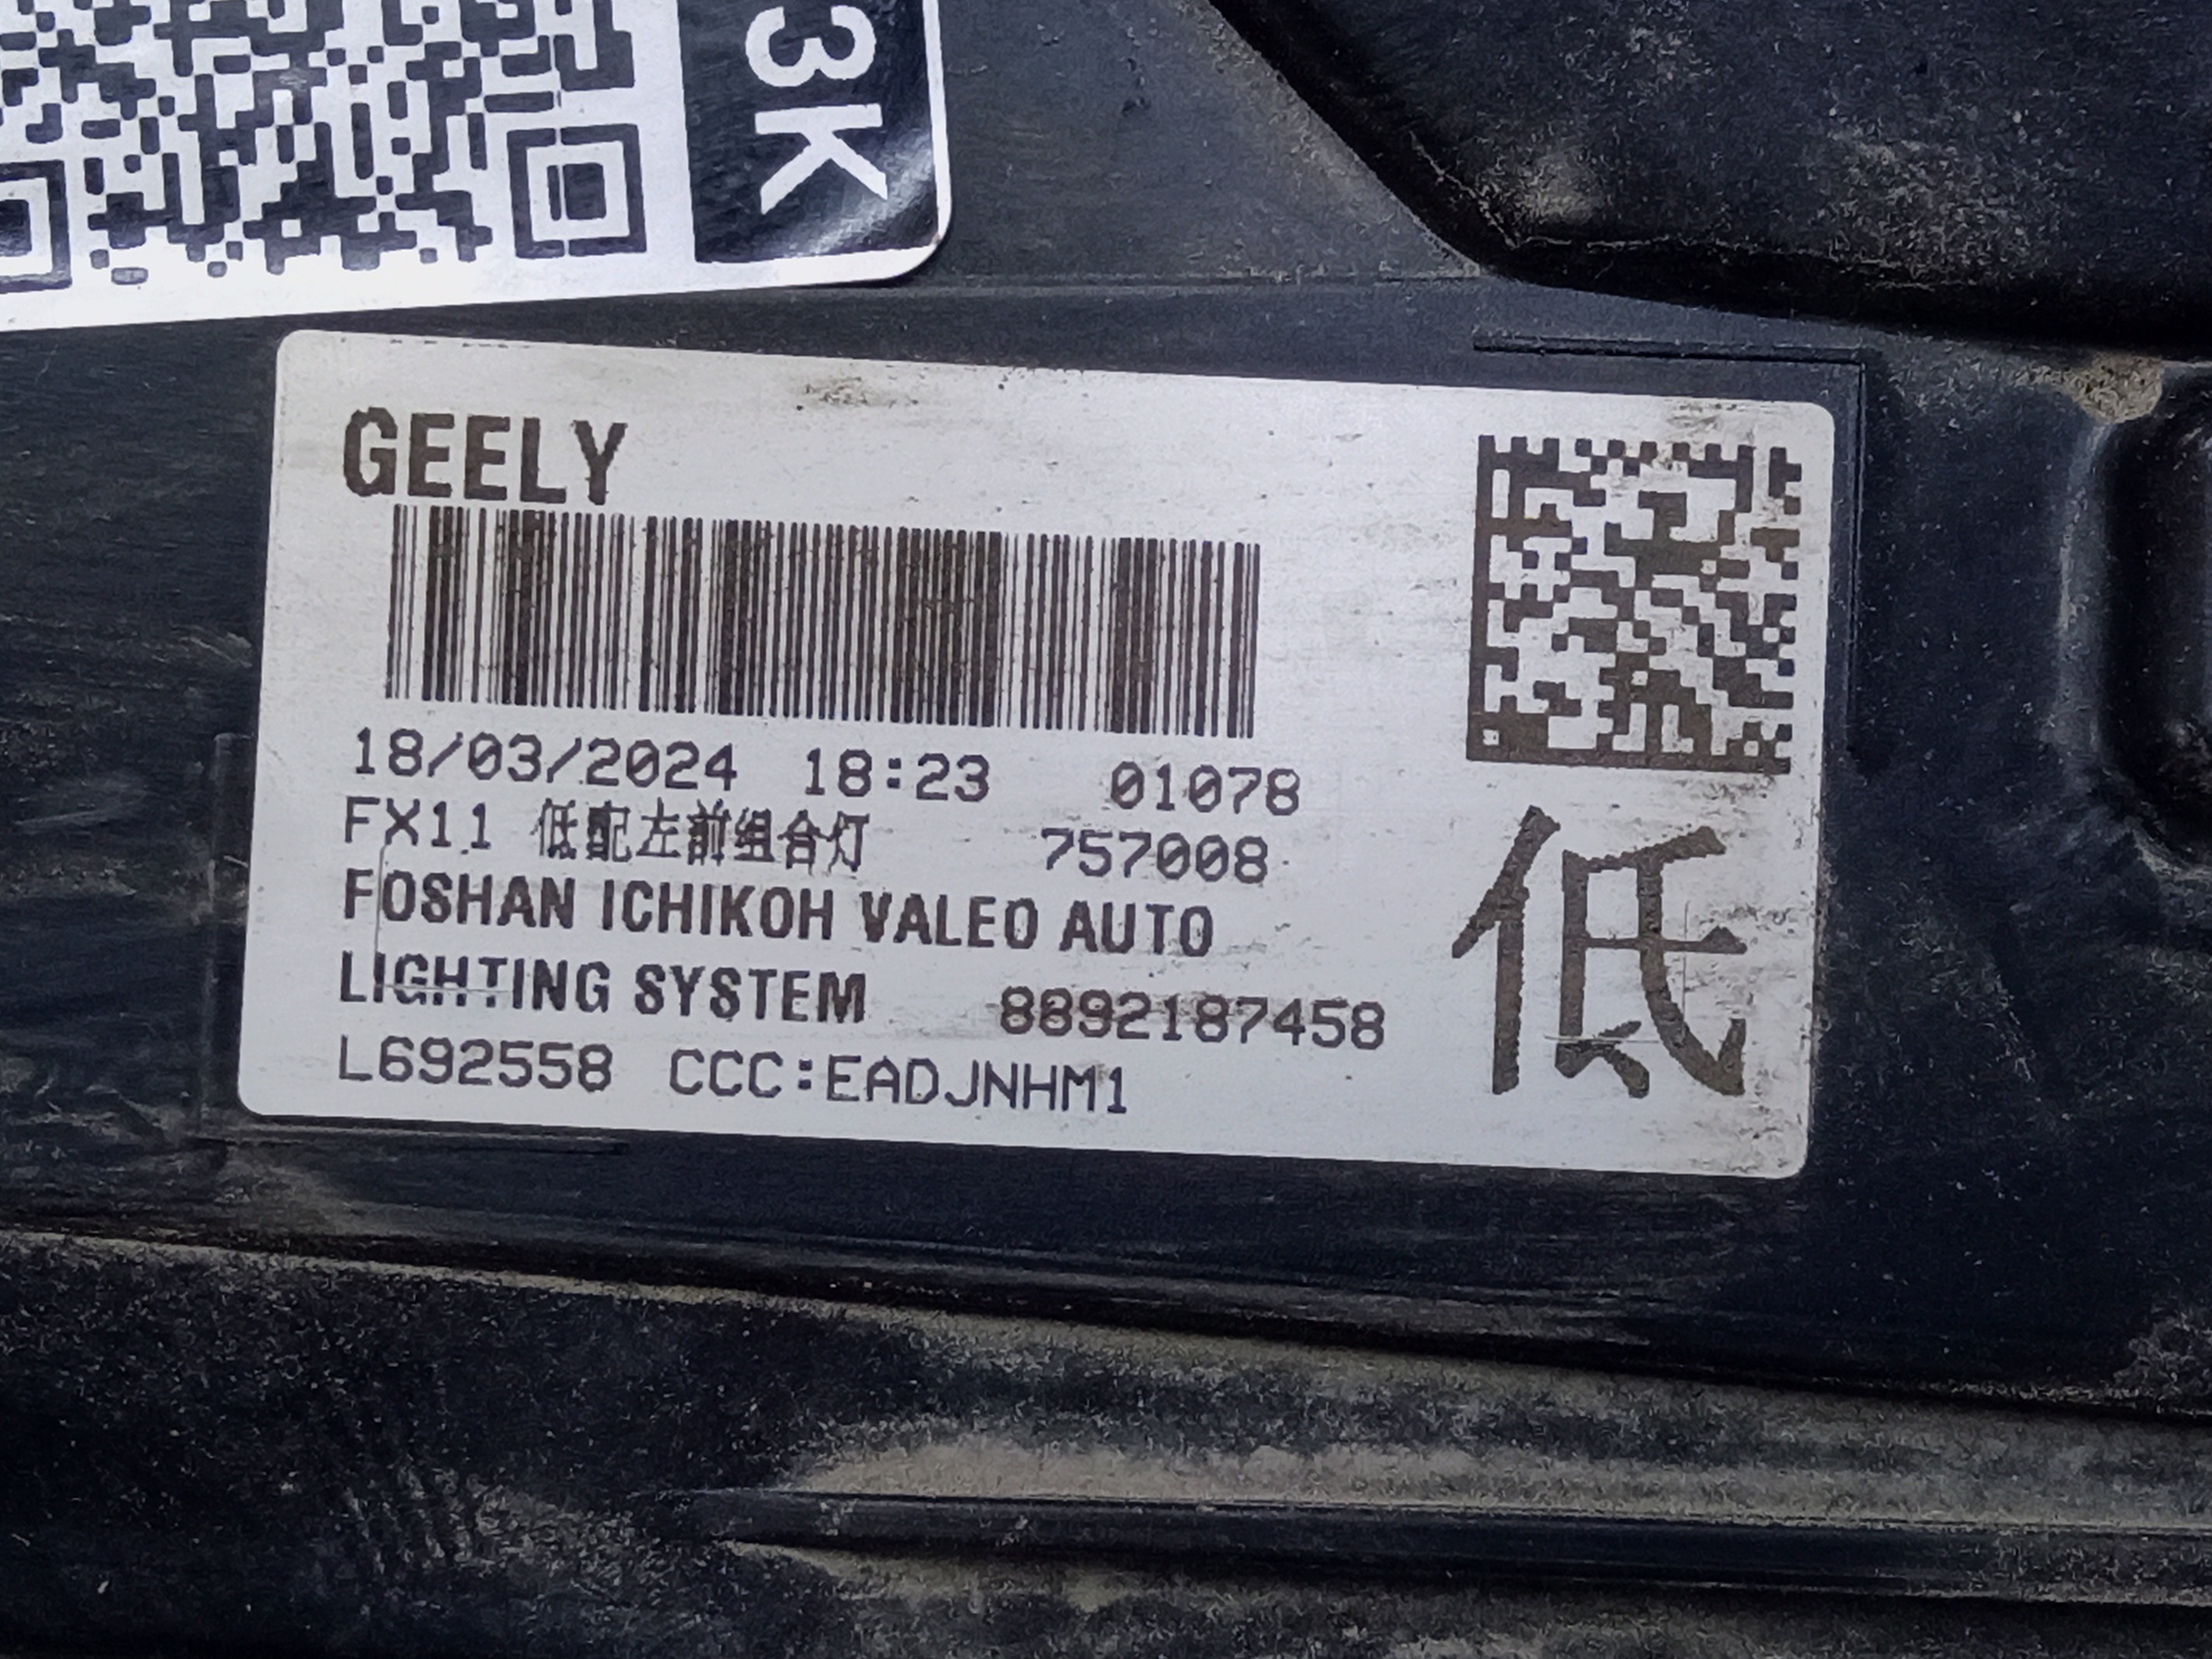 3K
GEELY
18/03/2024 18:23 01078
FX11 低配左前组合灯 757008
FOSHAN ICHIKOH VALEO AUTO
LIGHTING SYSTEM 8892187458
L692558 CCC:EADJNHM1
低